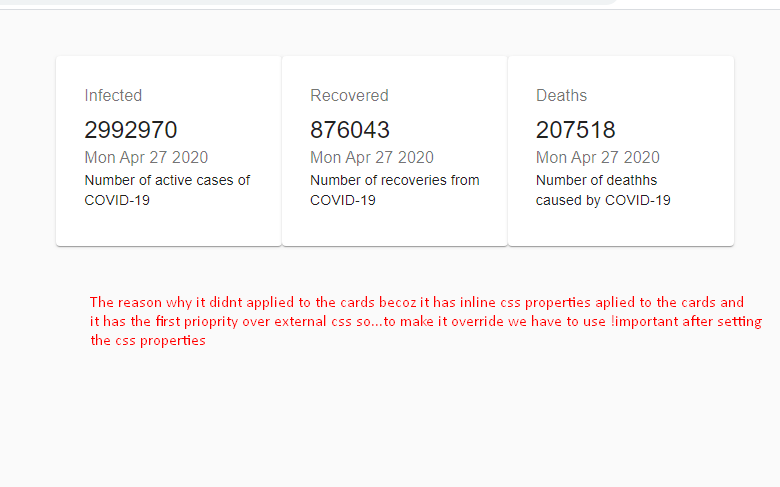 Infected
2992970
Mon Apr 27 2020
Number of active cases of
COVID-19
Recovered
876043
Mon Apr 27 2020
Number of recoveries from
COVID-19
Deaths
207518
Mon Apr 27 2020
Number of deathhs
caused by COVID-19
The reason why it didnt applied to the cards becoz it has inline css properties aplied to the cards and
it has the first prioprity over external css so...to make it override we have to use !important after setting
the css properties